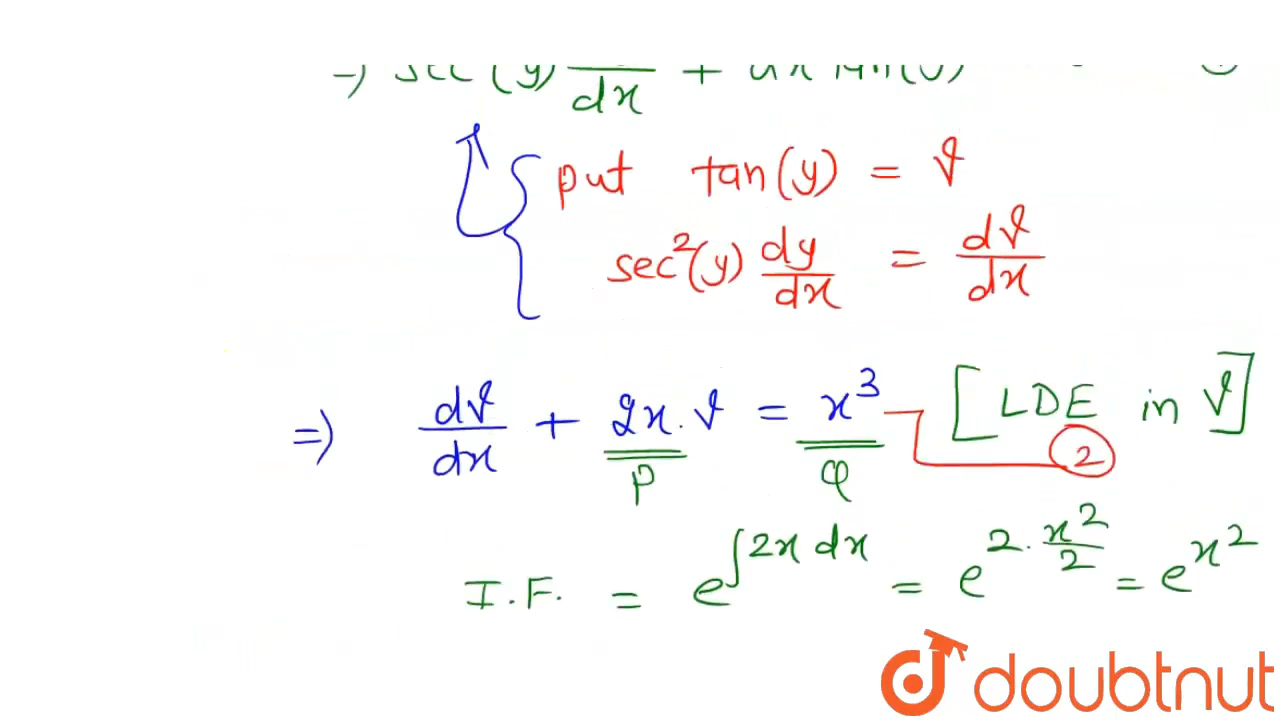 dx
put tan(y) = v
sec²(y) dy/dx = dv/dx
⇒ dv/dx + 2x. v = x³ [LDE in v]
P Q 2
I.F. = e^∫2x dx = e^2.x²/2 = e^x²
doubtnut